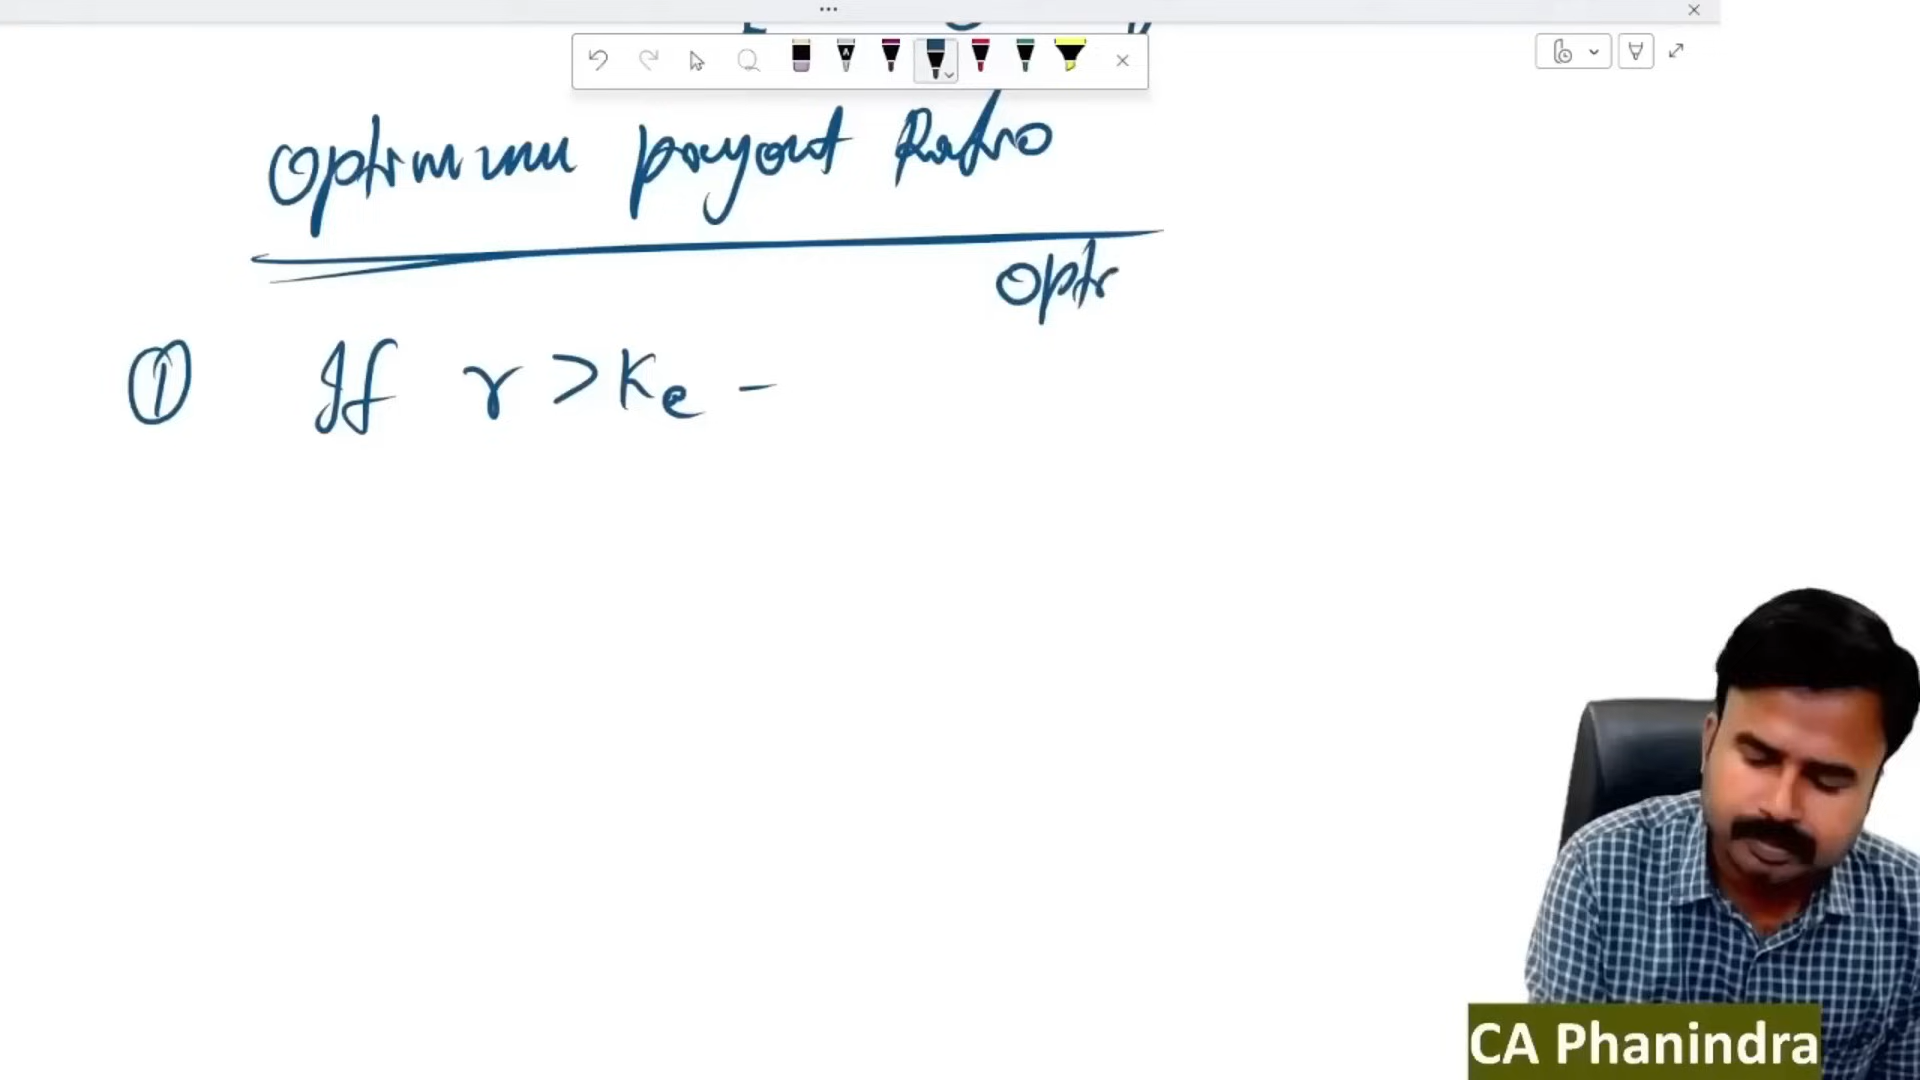 Optimum payout Ratio
opti
① If r > Ke -
CA Phanindra